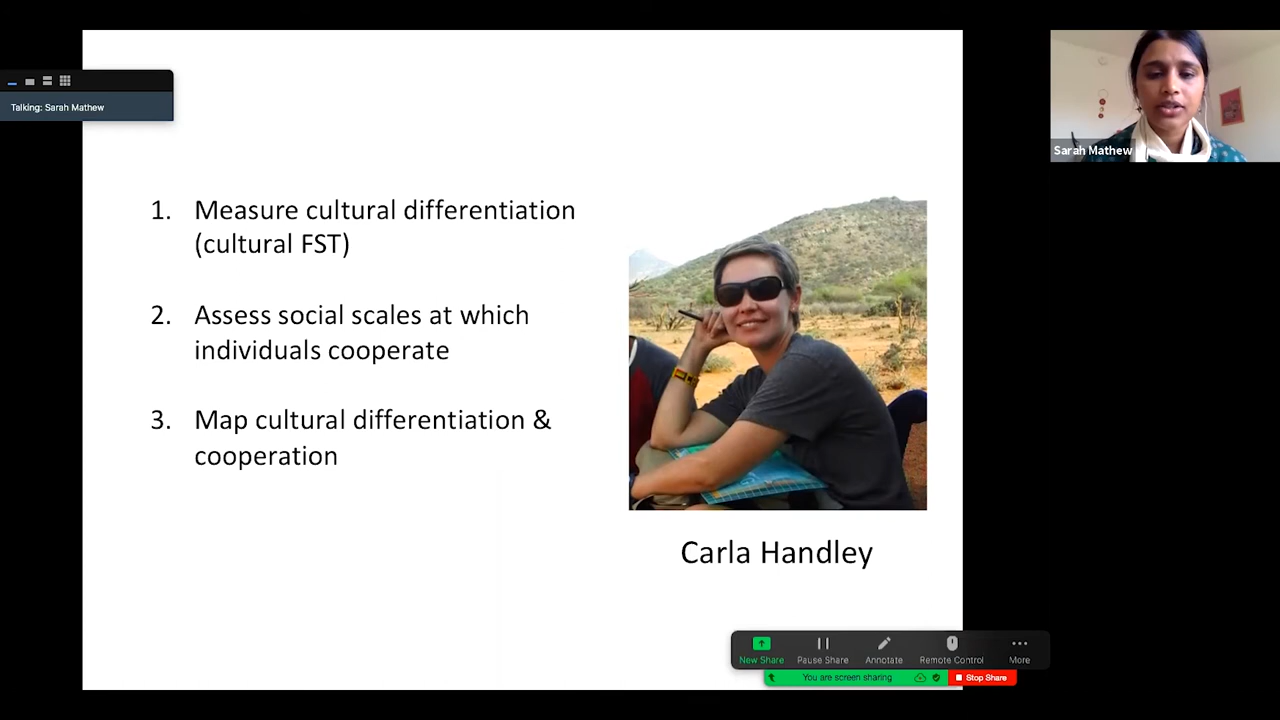 Talking: Sarah Mathew
Sarah Mathew
1. Measure cultural differentiation
(cultural FST)
2. Assess social scales at which
individuals cooperate
3. Map cultural differentiation &
cooperation
Carla Handley
New Share
Pause Share
Annotate
Remote Control
More
You are screen sharing
Stop Share